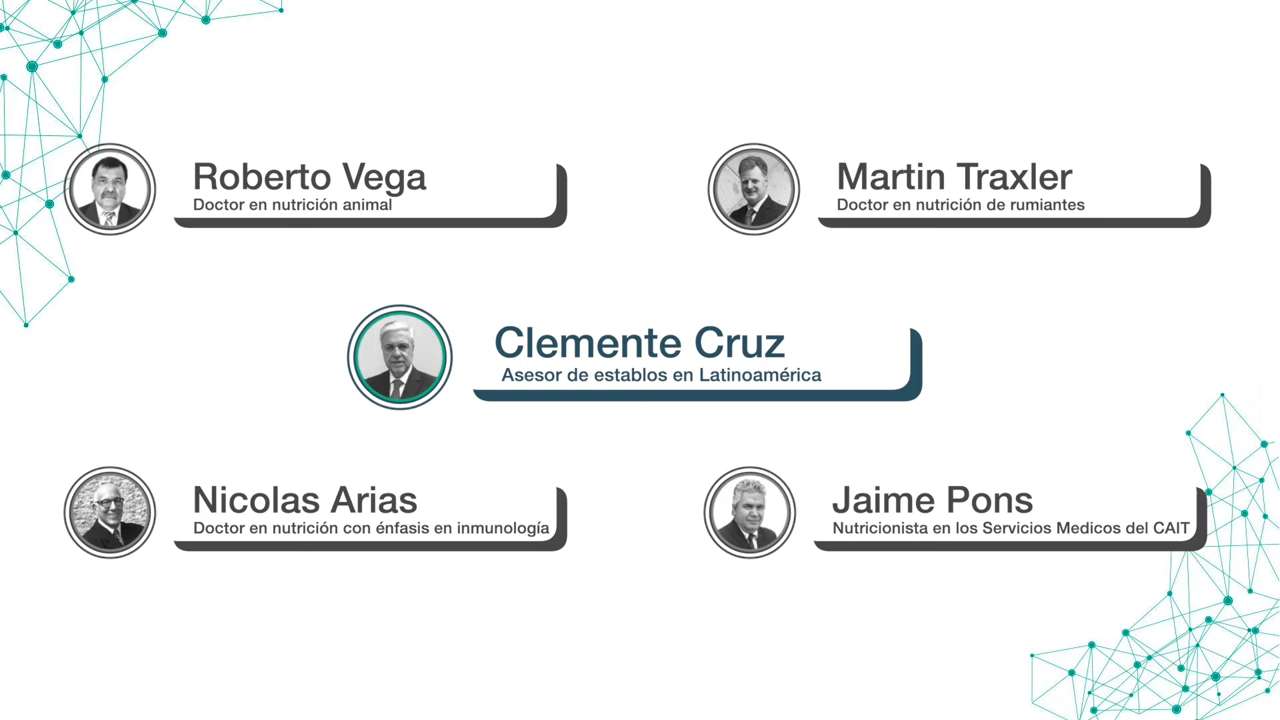 Roberto Vega
Doctor en nutrición animal
Martin Traxler
Doctor en nutrición de rumiantes
Clemente Cruz
Asesor de establos en Latinoamérica
Nicolas Arias
Doctor en nutrición con énfasis en inmunología
Jaime Pons
Nutricionista en los Servicios Medicos del CAIT